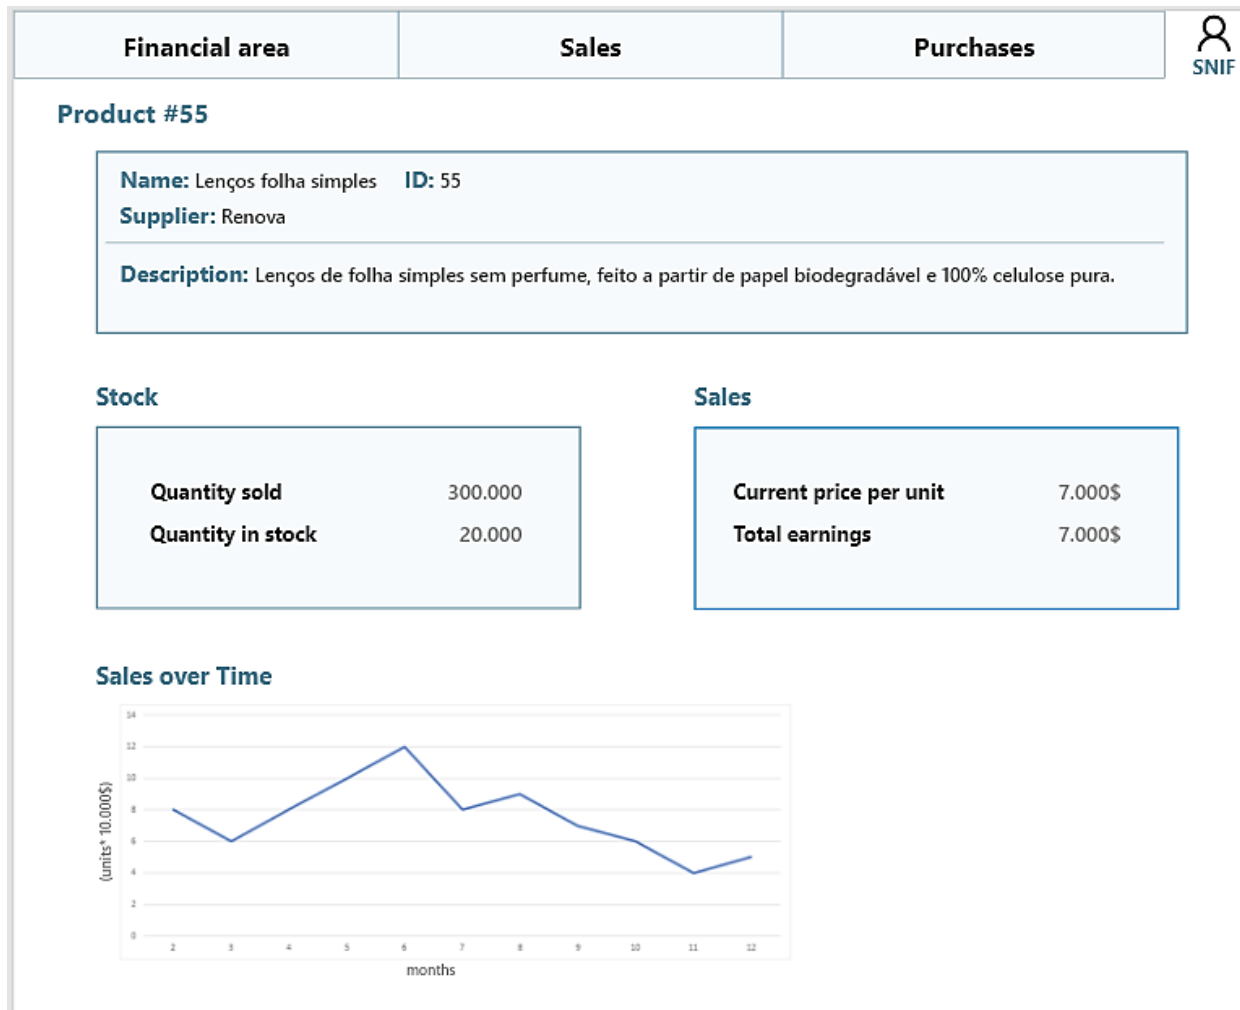 Financial area
Sales
Purchases
SNIF
Product #55
Name: Lenços folha simples ID: 55
Supplier: Renova
Description: Lenços de folha simples sem perfume, feito a partir de papel biodegradável e 100% celulose pura.
Stock
Quantity sold 300.000
Quantity in stock 20.000
Sales
Current price per unit 7.000$
Total earnings 7.000$
Sales over Time
(units* 10.000$)
14
12
10
8
6
4
2
0
2 3 4 5 6 7 8 9 10 11 12
months